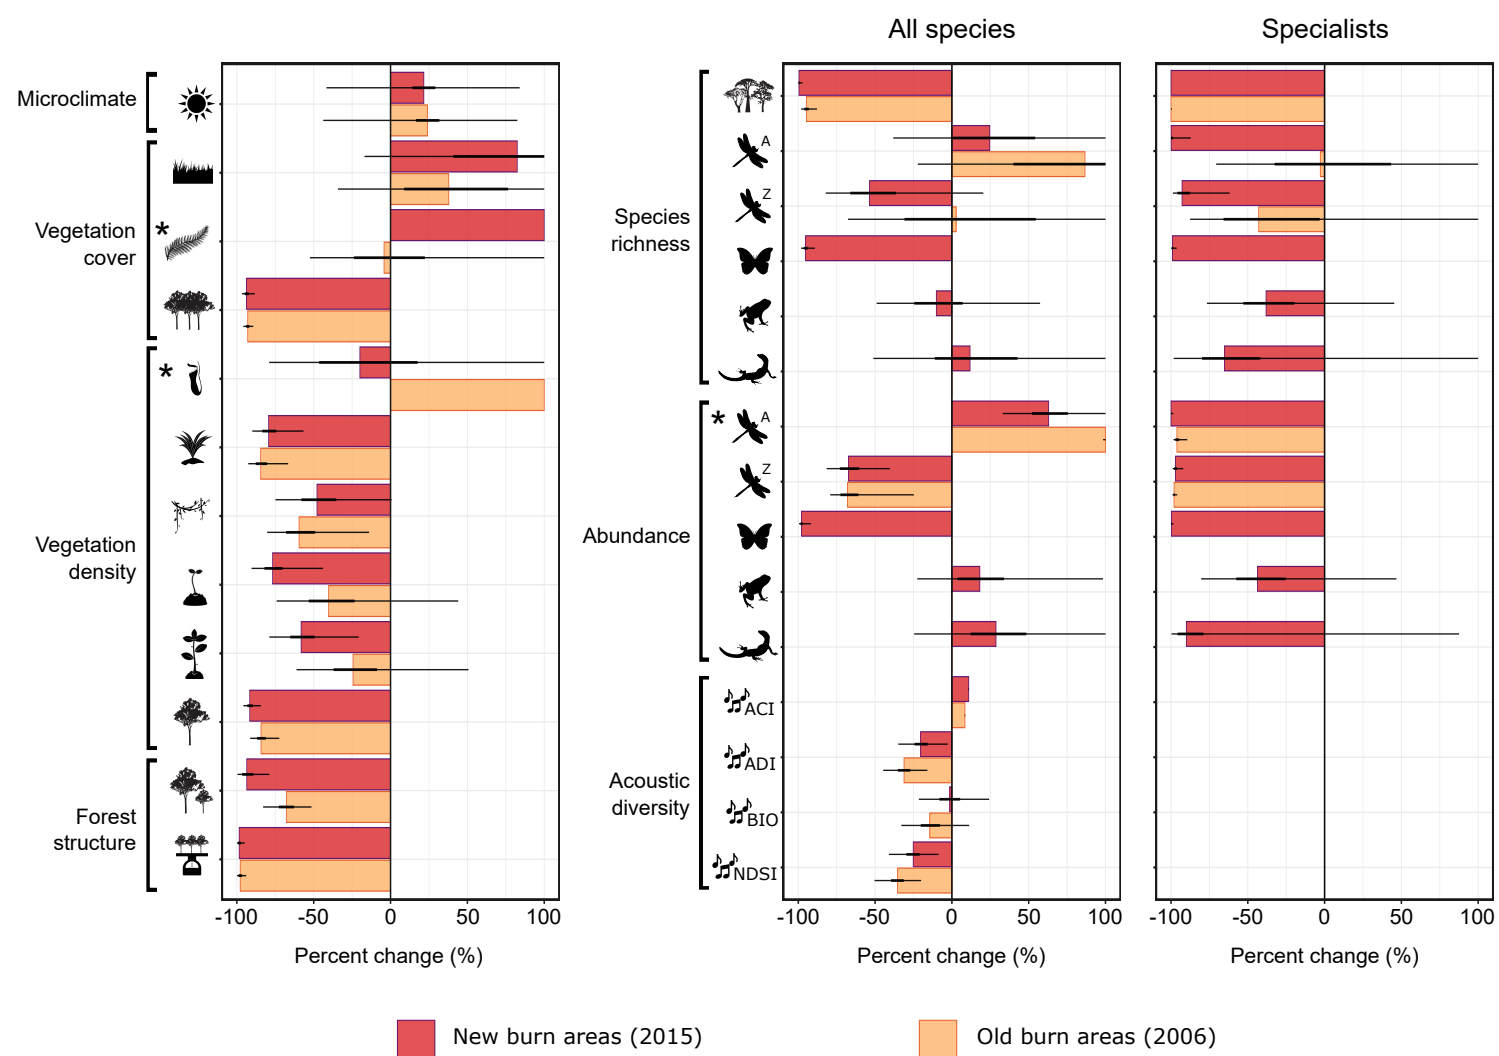 All species
Specialists
Microclimate
Vegetation
cover
*
Vegetation
density
*
Forest
structure
-100 -50 0 50 100
Percent change (%)
Species
richness
A
Z
Abundance
* A
Z
Acoustic
diversity
ACI
ADI
BIO
NDSI
-100 -50 0 50 100
Percent change (%)
-100 -50 0 50 100
Percent change (%)
New burn areas (2015)
Old burn areas (2006)